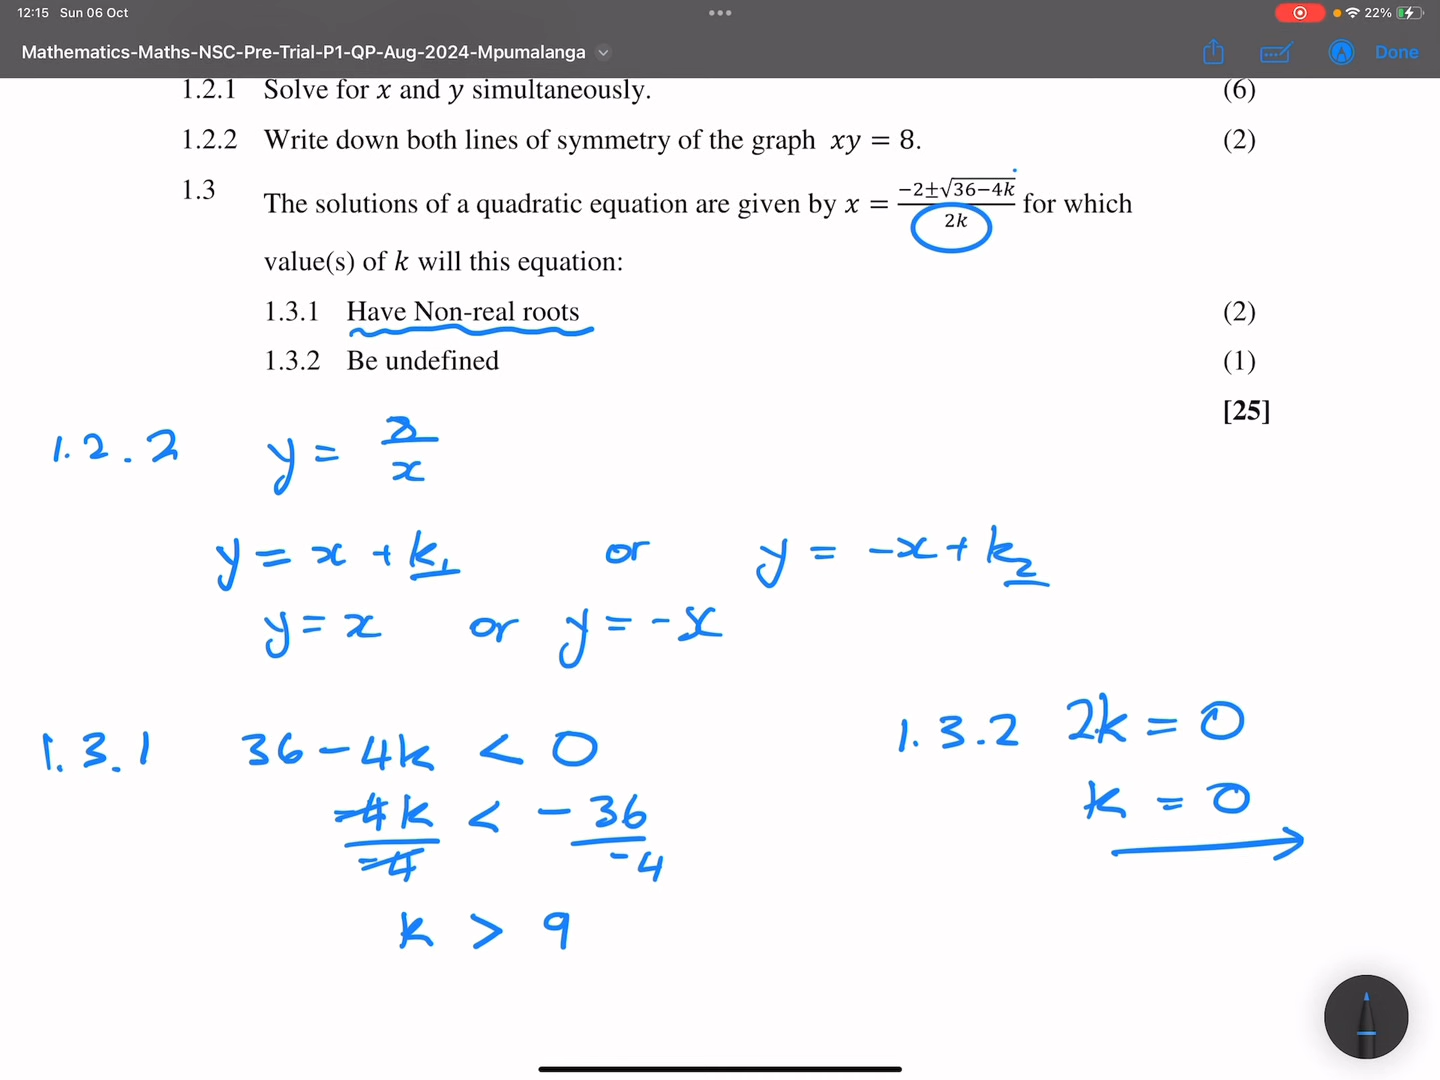 12:15 Sun 06 Oct 22%
Mathematics-Maths-NSC-Pre-Trial-P1-QP-Aug-2024-Mpumalanga Done
1.2.1 Solve for x and y simultaneously. (6)
1.2.2 Write down both lines of symmetry of the graph xy = 8. (2)
1.3 The solutions of a quadratic equation are given by x = (−2±√(36−4k))/(2k) for which
value(s) of k will this equation:
1.3.1 Have Non-real roots (2)
1.3.2 Be undefined (1)
[25]
1.2.2 y = 8/x
y = x + k₁ or y = -x + k₂
y = x or y = -x
1.3.1 36 - 4k < 0
-4k/-4 < -36/-4
k > 9
1.3.2 2k = 0
k = 0